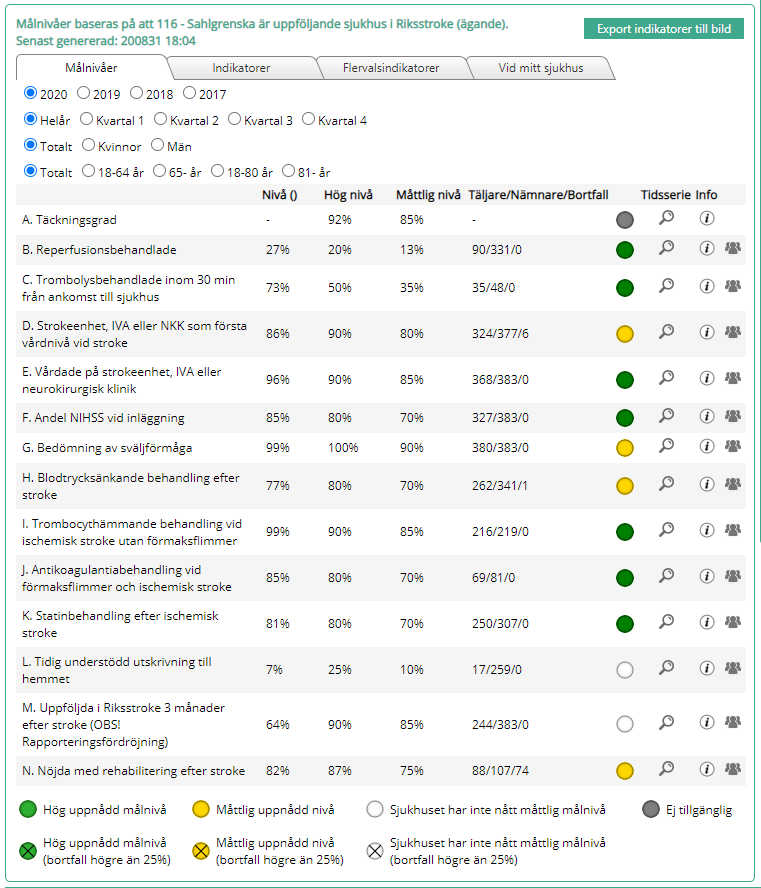 Målnivåer baseras på att 116 - Sahlgrenska är uppföljande sjukhus i Riksstroke (ägande).
Senast genererad: 200831 18:04
Export indikatorer till bild
Målnivåer Indikatorer Flervalsindikatorer Vid mitt sjukhus
2020 2019 2018 2017
Helår Kvartal 1 Kvartal 2 Kvartal 3 Kvartal 4
Totalt Kvinnor Män
Totalt 18-64 år 65- år 18-80 år 81- år
Nivå () Hög nivå Måttlig nivå Täljare/Nämnare/Bortfall Tidsserie Info
A. Täckningsgrad - 92% 85% -
B. Reperfusionsbehandlade 27% 20% 13% 90/331/0
C. Trombolysbehandlade inom 30 min
från ankomst till sjukhus 73% 50% 35% 35/48/0
D. Strokeenhet, IVA eller NKK som första
vårdnivå vid stroke 86% 90% 80% 324/377/6
E. Vårdade på strokeenhet, IVA eller
neurokirurgisk klinik 96% 90% 85% 368/383/0
F. Andel NIHSS vid inläggning 85% 80% 70% 327/383/0
G. Bedömning av sväljförmåga 99% 100% 90% 380/383/0
H. Blodtrycksänkande behandling efter
stroke 77% 80% 70% 262/341/1
I. Trombocythämmande behandling vid
ischemisk stroke utan förmaksflimmer 99% 90% 85% 216/219/0
J. Antikoagulantiabehandling vid
förmaksflimmer och ischemisk stroke 85% 80% 70% 69/81/0
K. Statinbehandling efter ischemisk
stroke 81% 80% 70% 250/307/0
L. Tidig understödd utskrivning till
hemmet 7% 25% 10% 17/259/0
M. Uppföljda i Riksstroke 3 månader
efter stroke (OBS! 64% 90% 85% 244/383/0
Rapporteringsfördröjning)
N. Nöjda med rehabilitering efter stroke 82% 87% 75% 88/107/74
Hög uppnådd målnivå Måttlig uppnådd nivå Sjukhuset har inte nått måttlig målnivå Ej tillgänglig
Hög uppnådd målnivå Måttlig uppnådd nivå Sjukhuset har inte nått måttlig målnivå
(bortfall högre än 25%) (bortfall högre än 25%) (bortfall högre än 25%)